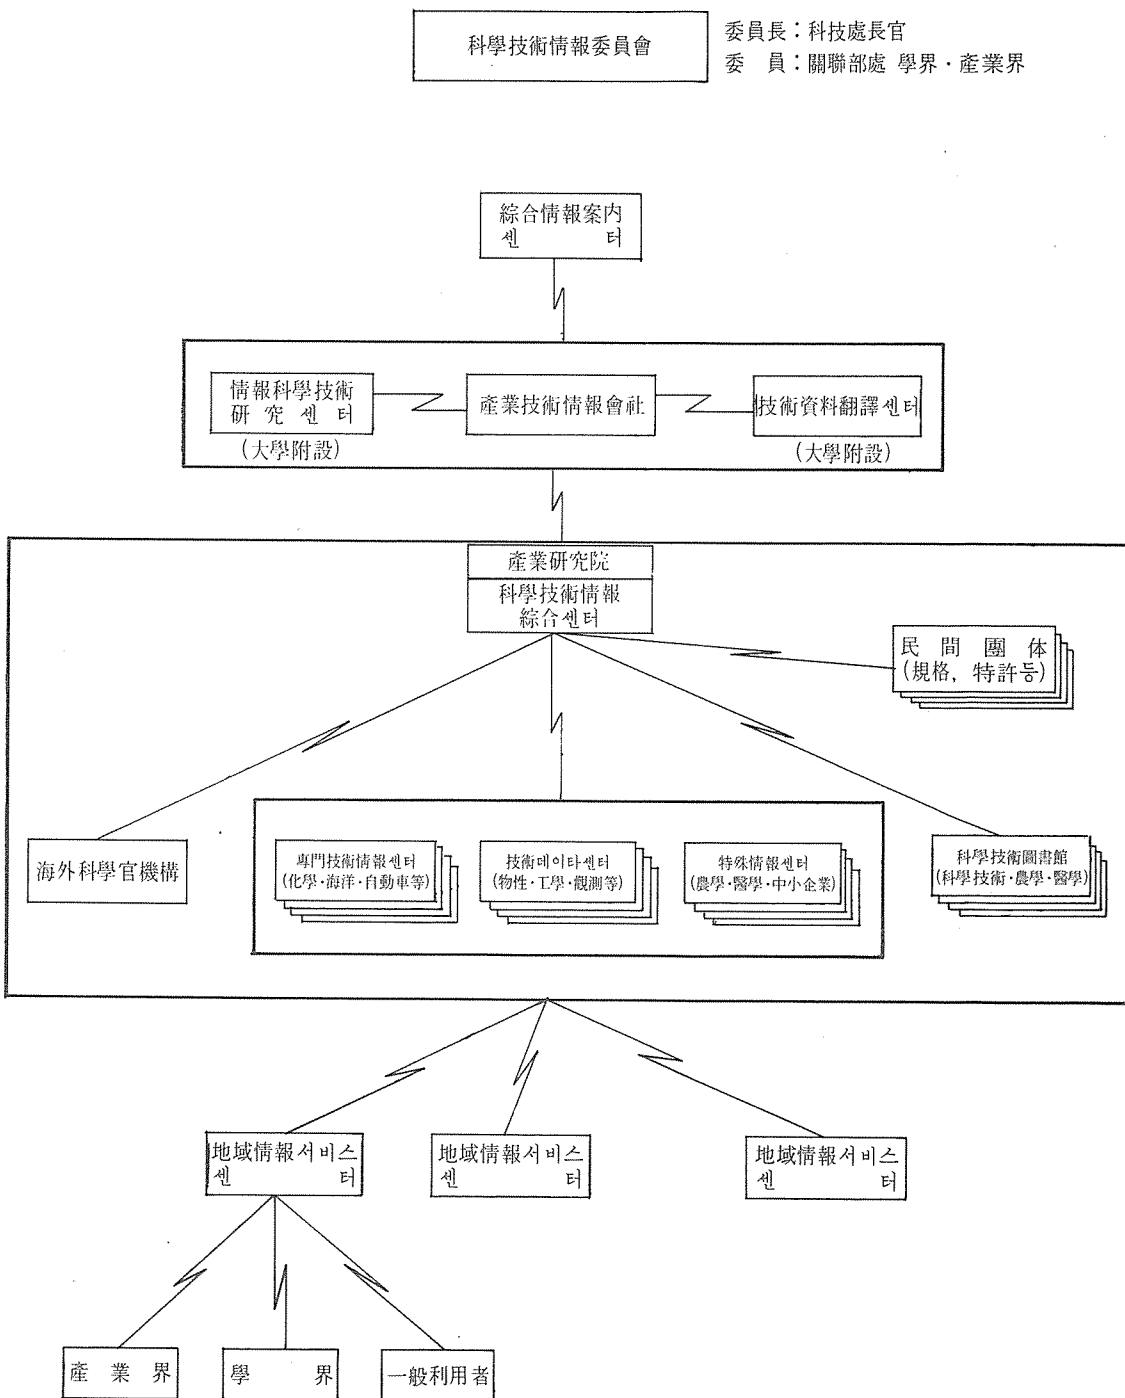 科學技術情報委員會
委員長：科技處長官
委　員：關聯部處 學界·産業界
綜合情報案內
센　　터
情報科學技術
硏究센터
(大學附設)
産業技術情報會社
技術資料翻譯센터
(大學附設)
産業硏究院
科學技術情報
綜合센터
民間團体
(規格, 特許등)
海外科學官機構
專門技術情報센터
(化學·海洋·自動車等)
技術데이타센터
(物性·工學·觀測等)
特殊情報센터
(農學·醫學·中小企業)
科學技術圖書館
(科學技術·農學·醫學)
地域情報서비스
센　　터
地域情報서비스
센　　터
地域情報서비스
센　　터
産業界
學　界
一般利用者